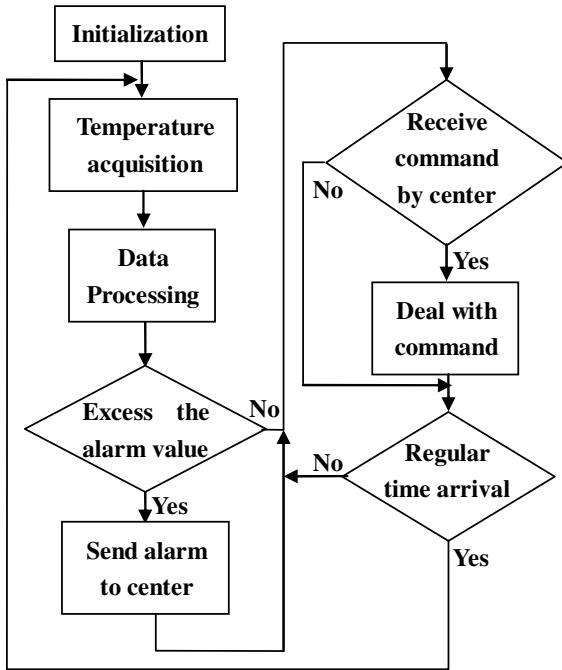 Initialization
Temperature
acquisition
Data
Processing
Excess the
alarm value
No
Yes
Send alarm
to center
Receive
command
by center
No
Yes
Deal with
command
Regular
time arrival
No
Yes